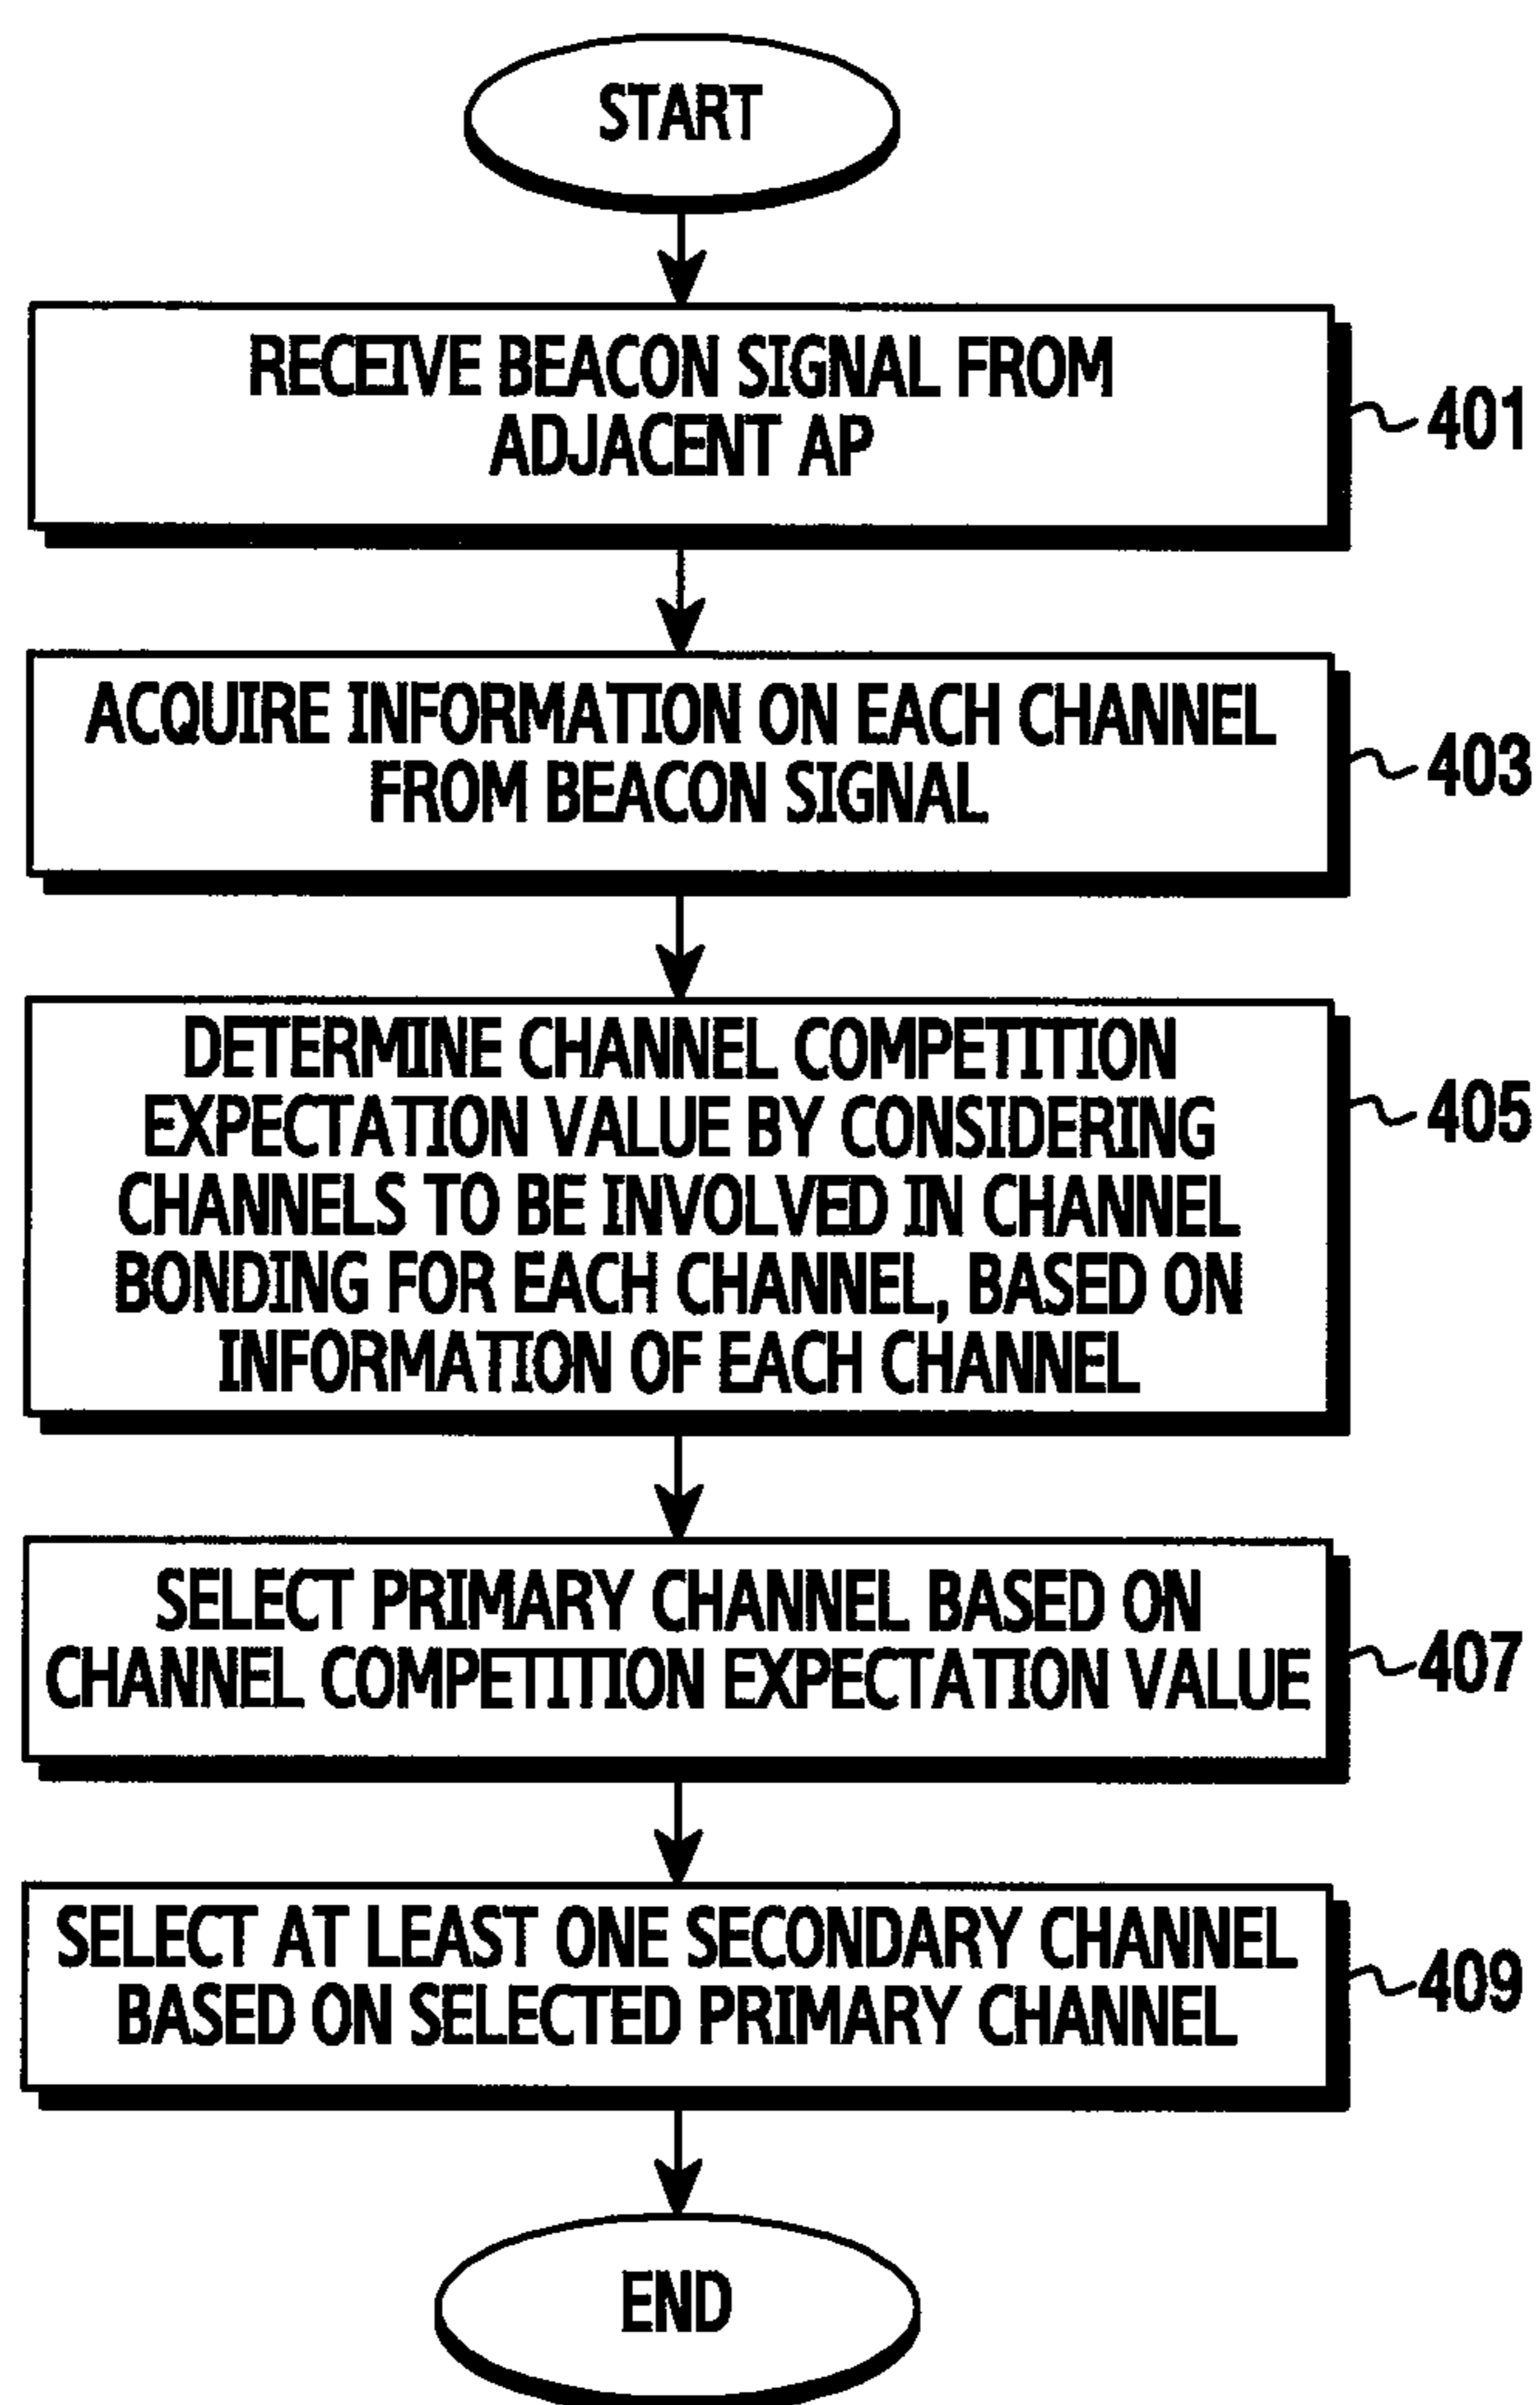 START
RECEIVE BEACON SIGNAL FROM
ADJACENT AP
401
ACQUIRE INFORMATION ON EACH CHANNEL
FROM BEACON SIGNAL
403
DETERMINE CHANNEL COMPETITION
EXPECTATION VALUE BY CONSIDERING
CHANNELS TO BE INVOLVED IN CHANNEL
BONDING FOR EACH CHANNEL, BASED ON
INFORMATION OF EACH CHANNEL
405
SELECT PRIMARY CHANNEL BASED ON
CHANNEL COMPETITION EXPECTATION VALUE
407
SELECT AT LEAST ONE SECONDARY CHANNEL
BASED ON SELECTED PRIMARY CHANNEL
409
END